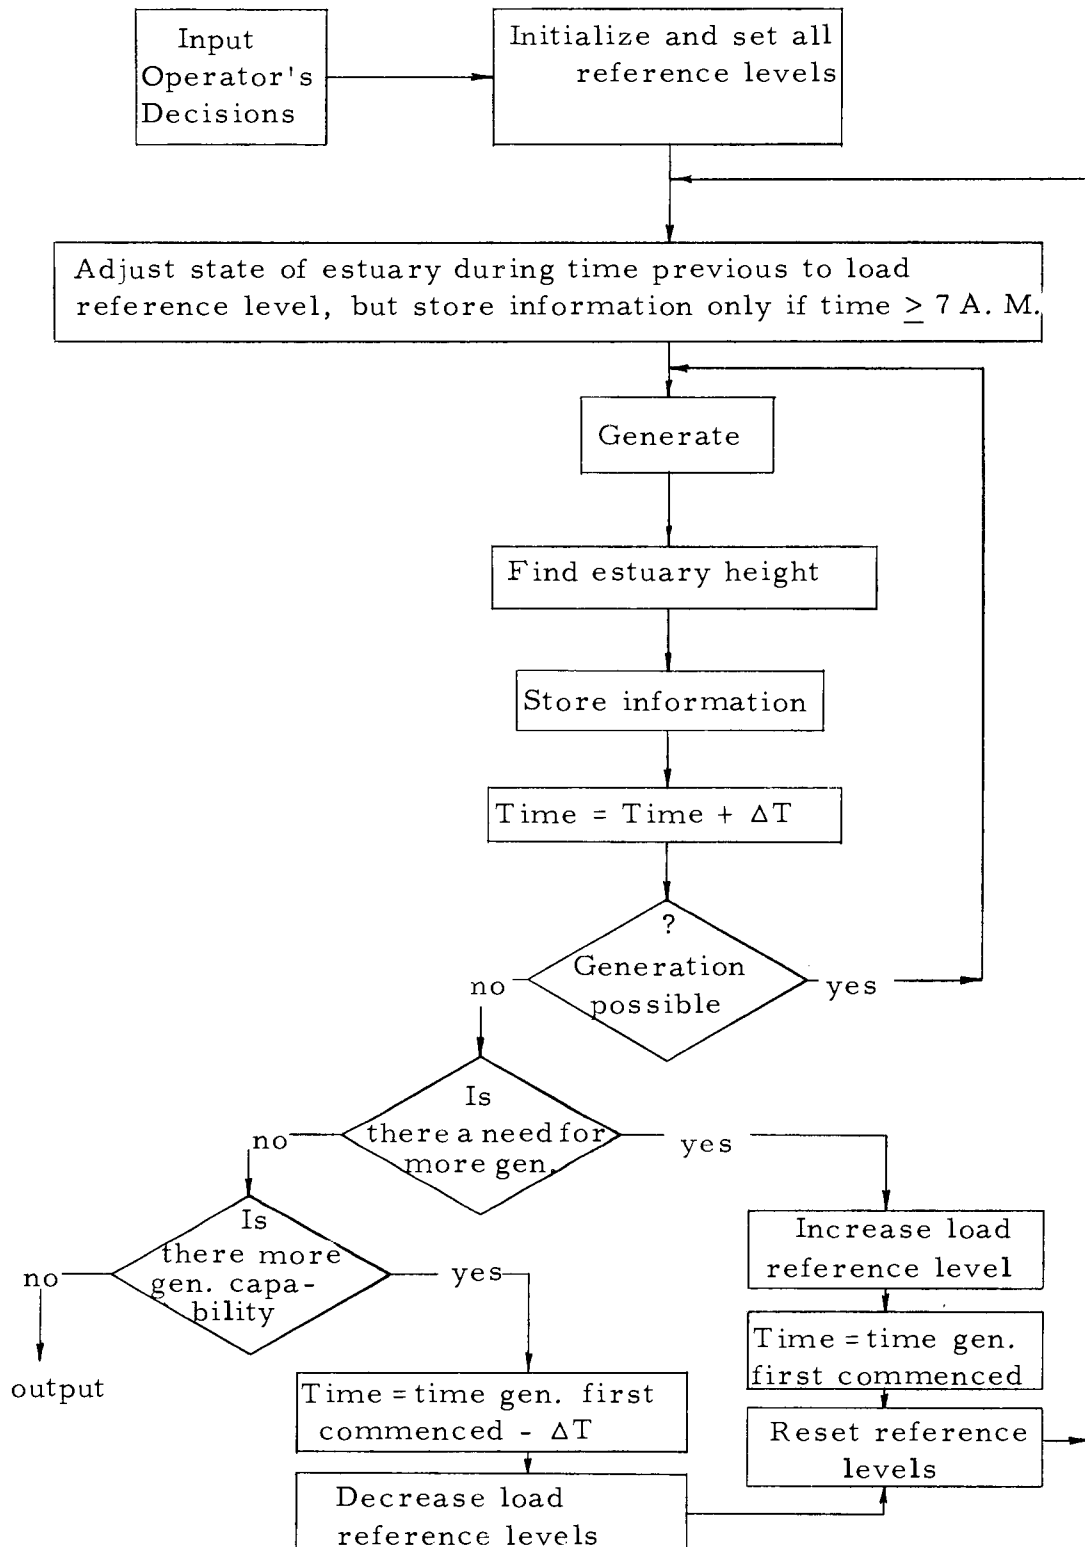 Input
Operator's
Decisions
Initialize and set all
reference levels
Adjust state of estuary during time previous to load
reference level, but store information only if time ≥ 7 A. M.
Generate
Find estuary height
Store information
Time = Time + ΔT
?
Generation
possible
no
yes
Is
there a need for
more gen.
no
yes
Is
there more
gen. capa-
bility
no
yes
output
Increase load
reference level
Time = time gen.
first commenced
Time = time gen. first
commenced - ΔT
Reset reference
levels
Decrease load
reference levels